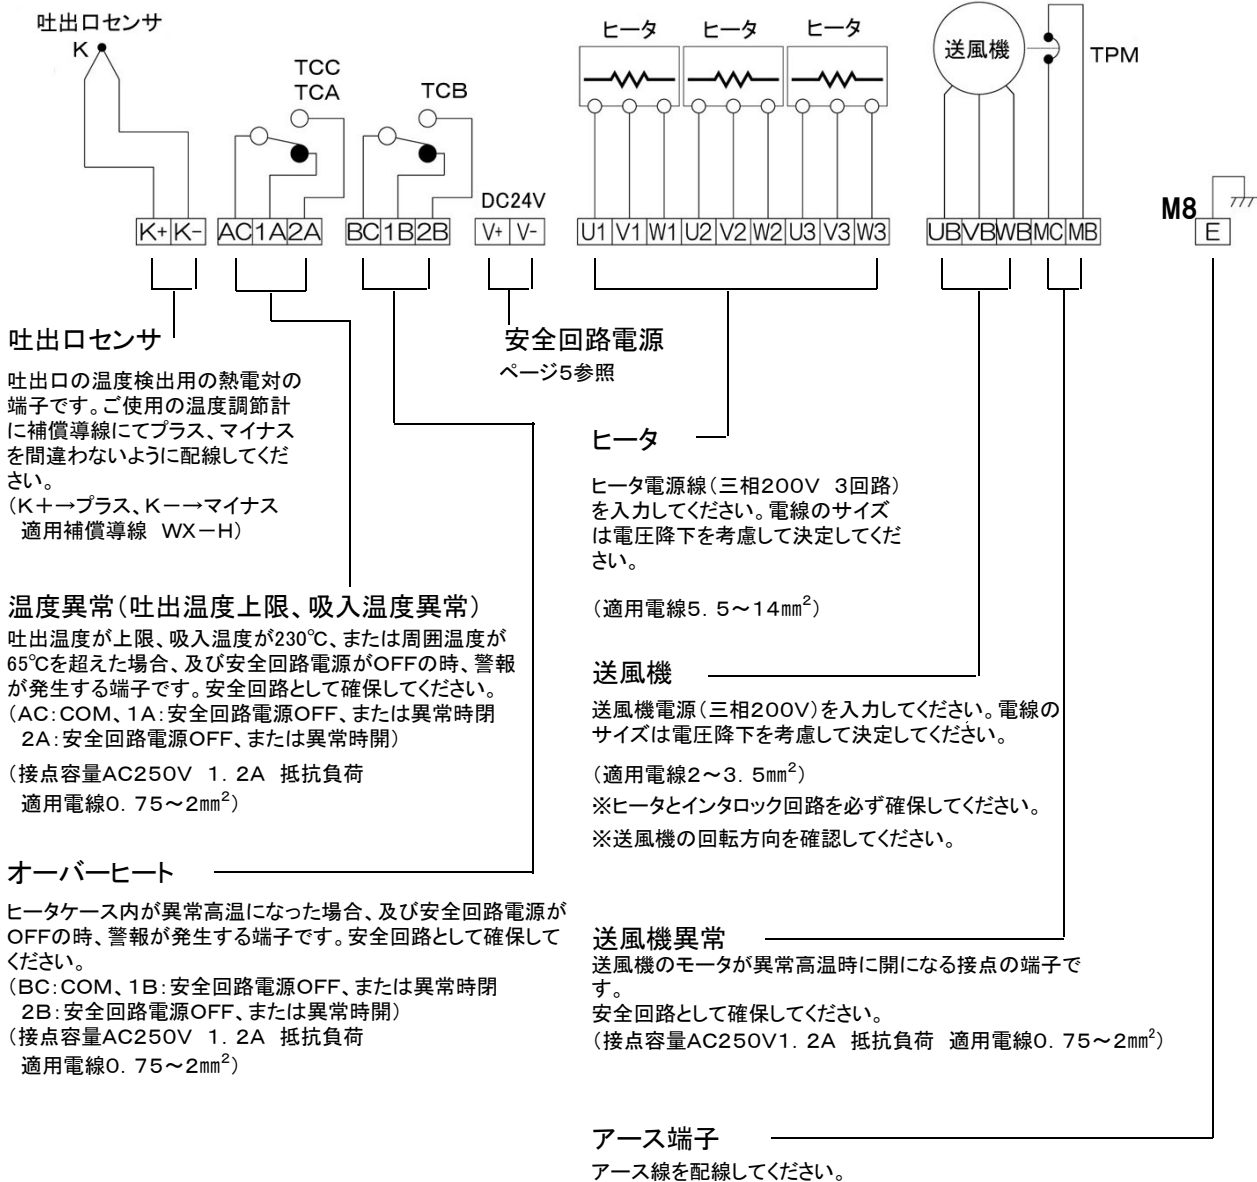 吐出口センサ
K
TCC
TCA
TCB
DC24V
ヒータ
ヒータ
ヒータ
送風機
TPM
M8
K+ K-
AC 1A 2A
BC 1B 2B
V+ V-
U1 V1 W1 U2 V2 W2 U3 V3 W3
UB VB WB MC MB
E
吐出口センサ
吐出口の温度検出用の熱電対の
端子です。ご使用の温度調節計
に補償導線にてプラス、マイナス
を間違わないように配線してくだ
さい。
(K+→プラス、K-→マイナス
適用補償導線 WX-H)
温度異常(吐出温度上限、吸入温度異常)
吐出温度が上限、吸入温度が230℃、または周囲温度が
65℃を超えた場合、及び安全回路電源がOFFの時、警報
が発生する端子です。安全回路として確保してください。
(AC:COM、1A:安全回路電源OFF、または異常時閉
2A:安全回路電源OFF、または異常時開)
(接点容量AC250V 1.2A 抵抗負荷
適用電線0.75~2mm²)
オーバーヒート
ヒータケース内が異常高温になった場合、及び安全回路電源が
OFFの時、警報が発生する端子です。安全回路として確保して
ください。
(BC:COM、1B:安全回路電源OFF、または異常時閉
2B:安全回路電源OFF、または異常時開)
(接点容量AC250V 1.2A 抵抗負荷
適用電線0.75~2mm²)
安全回路電源
ページ5参照
ヒータ
ヒータ電源線(三相200V 3回路)
を入力してください。電線のサイズ
は電圧降下を考慮して決定してくだ
さい。
(適用電線5.5~14mm²)
送風機
送風機電源(三相200V)を入力してください。電線の
サイズは電圧降下を考慮して決定してください。
(適用電線2~3.5mm²)
※ヒータとインタロック回路を必ず確保してください。
※送風機の回転方向を確認してください。
送風機異常
送風機のモータが異常高温時に開になる接点の端子で
す。
安全回路として確保してください。
(接点容量AC250V1.2A 抵抗負荷 適用電線0.75~2mm²)
アース端子
アース線を配線してください。